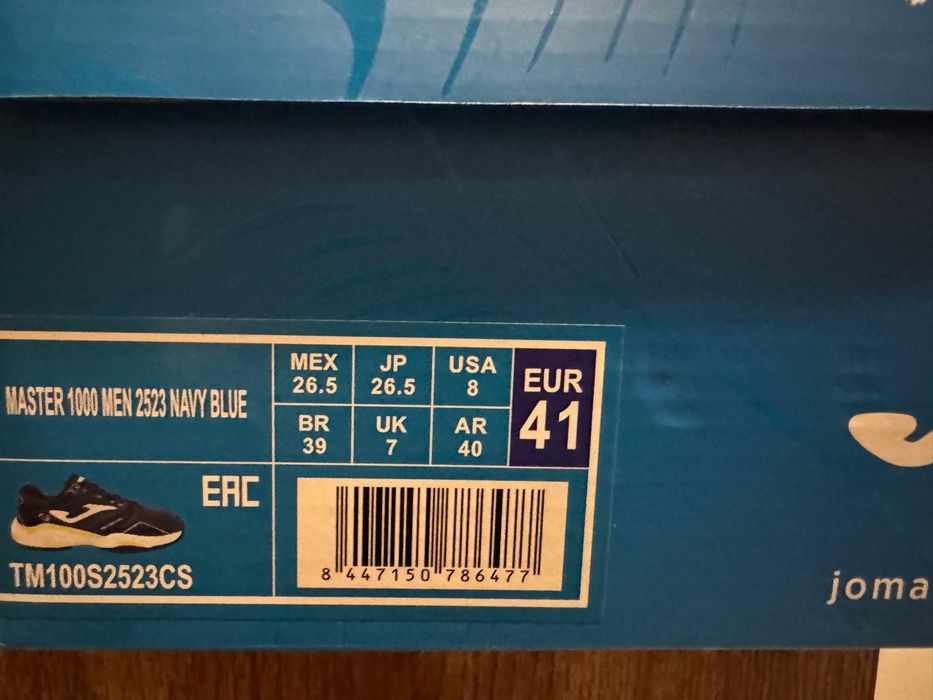 MASTER 1000 MEN 2523 NAVY BLUE
MEX
26.5
JP
26.5
USA
8
EUR
41
BR
39
UK
7
AR
40
EAC
TM100S2523CS
8 447150 786477
joma